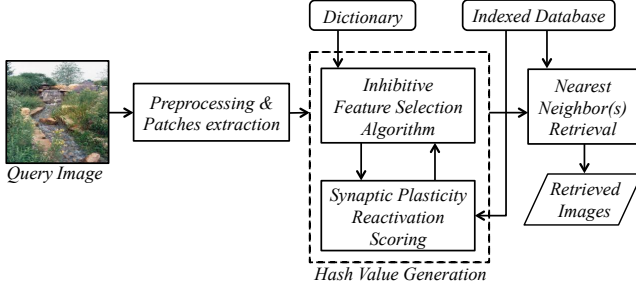 Dictionary
Indexed Database
Query Image
Preprocessing &
Patches extraction
Inhibitive
Feature Selection
Algorithm
Synaptic Plasticity
Reactivation
Scoring
Hash Value Generation
Nearest
Neighbor(s)
Retrieval
Retrieved
Images